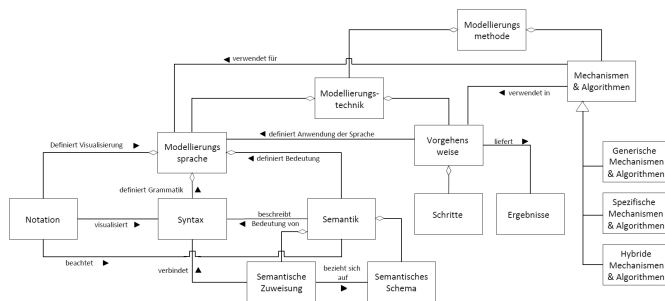 Modellierungs
methode
◄ verwendet für
Mechanismen
& Algorithmen
Modellierungs-
technik
◄ verwendet in
Definiert Visualisierung ►
Modellierungs
sprache
◄ definiert Anwendung der Sprache
Vorgehens
weise
liefert ►
◄ definiert Bedeutung
Generische
Mechanismen
& Algorithmen
definiert Grammatik ▲
Notation
visualisiert ►
Syntax
beschreibt
◄ Bedeutung von
Semantik
Schritte
Ergebnisse
Spezifische
Mechanismen
& Algorithmen
beachtet ►
verbindet ▲
Semantische
Zuweisung
bezieht sich
auf ►
Semantisches
Schema
Hybride
Mechanismen
& Algorithmen